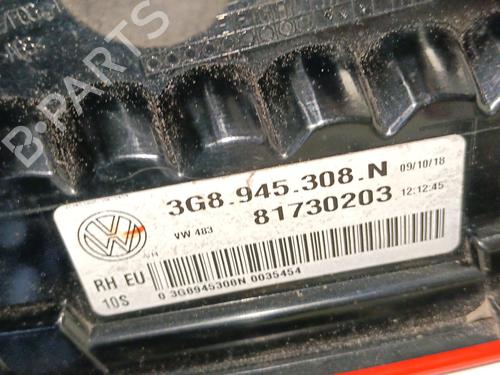 B-PARTS
3G8.945.308.N 09/10/18
VW 483 81730203 12:12:45
RH EU
10S
0 3G8945308N 0035454